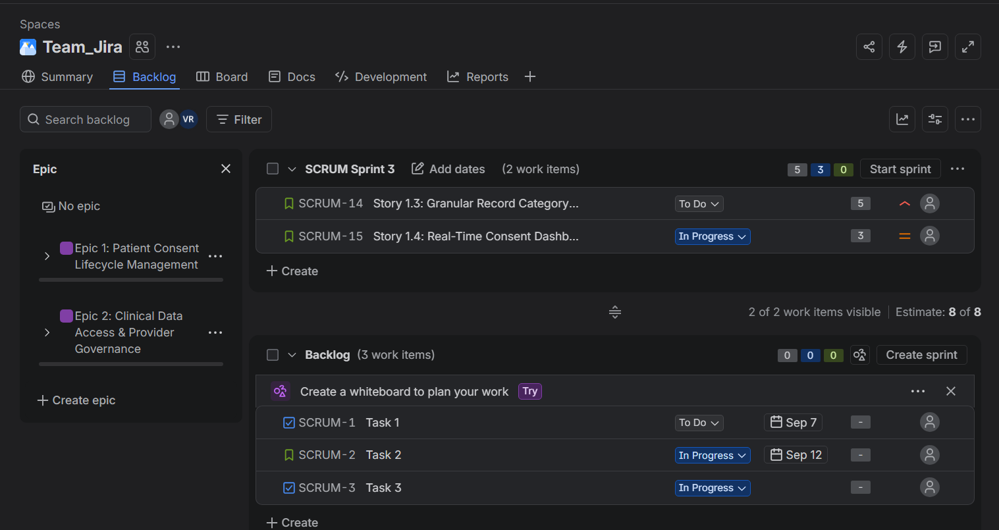 Spaces
Team_Jira
Summary Backlog Board Docs Development Reports
Search backlog VR Filter
Epic
No epic
Epic 1: Patient Consent
Lifecycle Management
Epic 2: Clinical Data
Access & Provider
Governance
Create epic
SCRUM Sprint 3 Add dates (2 work items) 5 3 0 Start sprint
SCRUM-14 Story 1.3: Granular Record Category... To Do 5
SCRUM-15 Story 1.4: Real-Time Consent Dashb... In Progress 3
Create
2 of 2 work items visible Estimate: 8 of 8
Backlog (3 work items) 0 0 0 Create sprint
Create a whiteboard to plan your work Try
SCRUM-1 Task 1 To Do Sep 7 -
SCRUM-2 Task 2 In Progress Sep 12 -
SCRUM-3 Task 3 In Progress -
Create